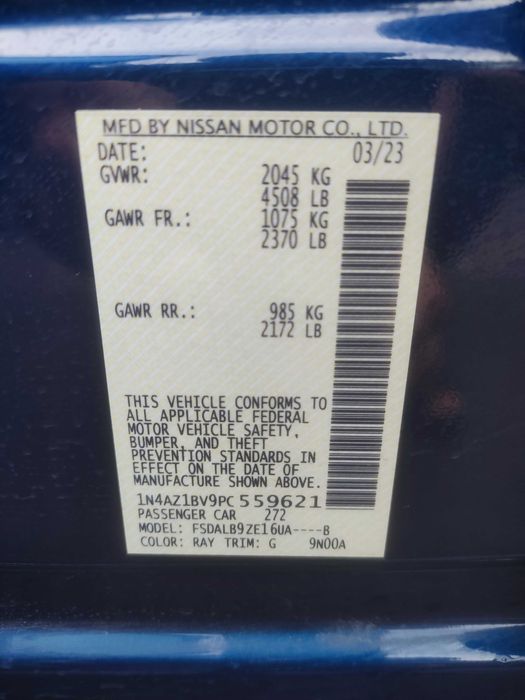 MFD BY NISSAN MOTOR CO., LTD.
DATE: 03/23
GVWR: 2045 KG
4508 LB
GAWR FR.: 1075 KG
2370 LB
GAWR RR.: 985 KG
2172 LB
THIS VEHICLE CONFORMS TO
ALL APPLICABLE FEDERAL
MOTOR VEHICLE SAFETY,
BUMPER, AND THEFT
PREVENTION STANDARDS IN
EFFECT ON THE DATE OF
MANUFACTURE SHOWN ABOVE.
1N4AZ1BV9PC 559621
PASSENGER CAR 272
MODEL: FSDALB9ZE16UA----B
COLOR: RAY TRIM: G 9N00A